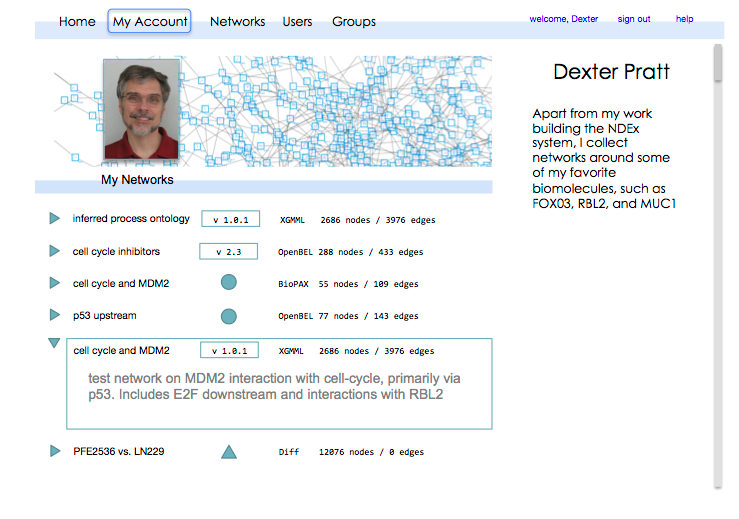 Home My Account Networks Users Groups welcome, Dexter sign out help
Dexter Pratt
Apart from my work
building the NDEx
system, I collect
networks around some
of my favorite
biomolecules, such as
FOX03, RBL2, and MUC1
My Networks
inferred process ontology v 1.0.1 XGMML 2686 nodes / 3976 edges
cell cycle inhibitors v 2.3 OpenBEL 288 nodes / 433 edges
cell cycle and MDM2 BioPAX 55 nodes / 109 edges
p53 upstream OpenBEL 77 nodes / 143 edges
cell cycle and MDM2 v 1.0.1 XGMML 2686 nodes / 3976 edges
test network on MDM2 interaction with cell-cycle, primarily via
p53. Includes E2F downstream and interactions with RBL2
PFE2536 vs. LN229 Diff 12076 nodes / 0 edges